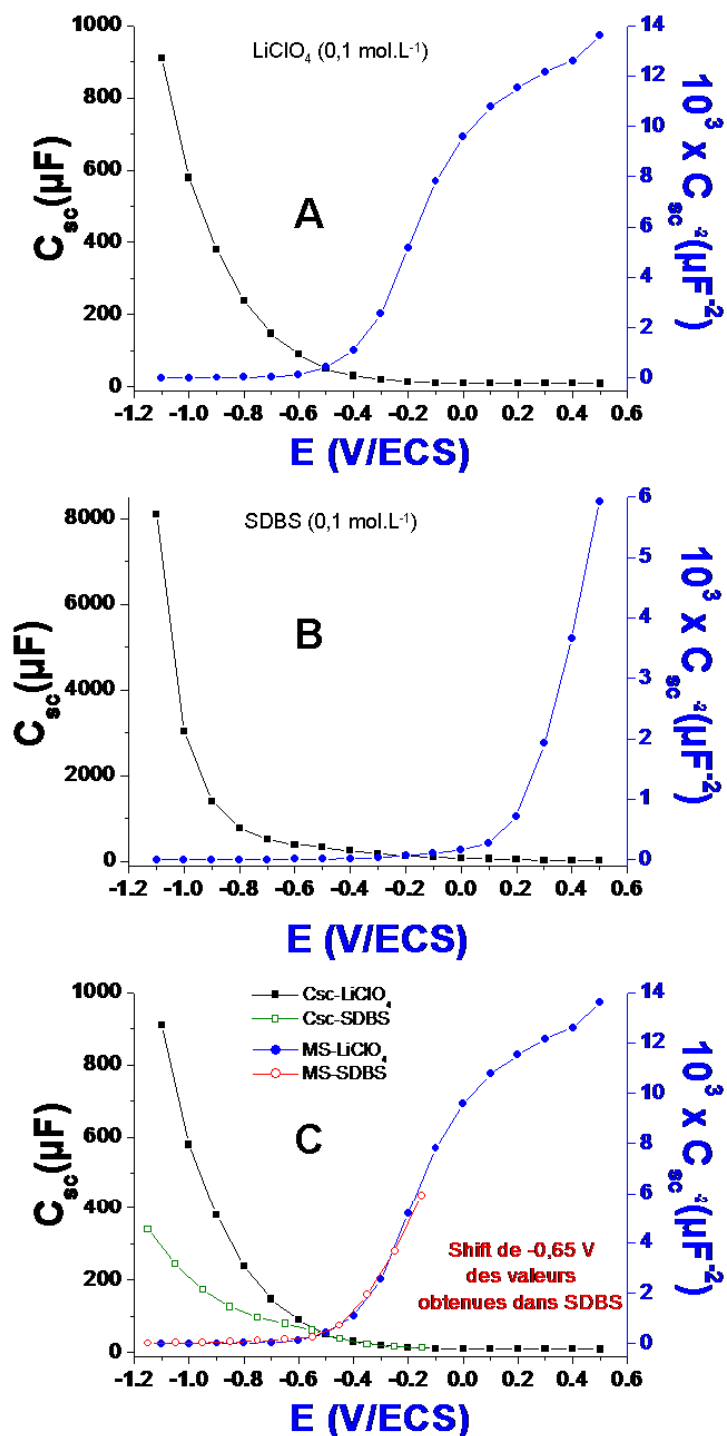 LiClO₄ (0,1 mol.L⁻¹)
A
C_sc (µF)
10³ x C_sc⁻² (µF⁻²)
1000
800
600
400
200
0
14
12
10
8
6
4
2
0
-1.2 -1.0 -0.8 -0.6 -0.4 -0.2 0.0 0.2 0.4 0.6
E (V/ECS)
SDBS (0,1 mol.L⁻¹)
B
C_sc (µF)
10³ x C_sc⁻² (µF⁻²)
8000
6000
4000
2000
0
6
5
4
3
2
1
0
-1.2 -1.0 -0.8 -0.6 -0.4 -0.2 0.0 0.2 0.4 0.6
E (V/ECS)
Csc-LiClO₄
Csc-SDBS
MS-LiClO₄
MS-SDBS
C
C_sc (µF)
10³ x C_sc⁻² (µF⁻²)
1000
800
600
400
200
0
14
12
10
8
6
4
2
0
Shift de -0,65 V
des valeurs
obtenues dans SDBS
-1.2 -1.0 -0.8 -0.6 -0.4 -0.2 0.0 0.2 0.4 0.6
E (V/ECS)